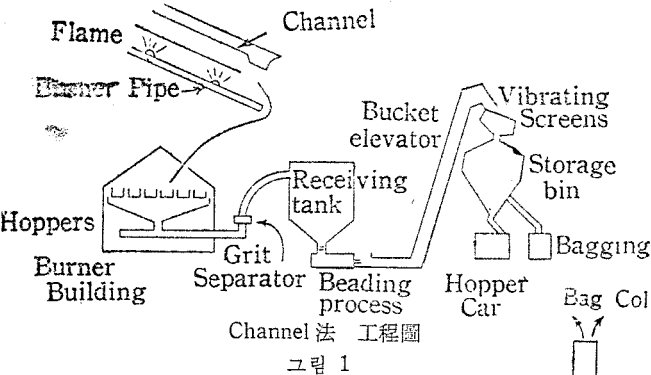 Channel
Flame
Burner Pipe
Vibrating
Screens
Bucket
elevator
Storage
bin
Receiving
tank
Hoppers
Grit
Separator
Bagging
Burner
Building
Beading
process
Hopper
Car
Bag Col
Channel 法 工程圖
그림 1